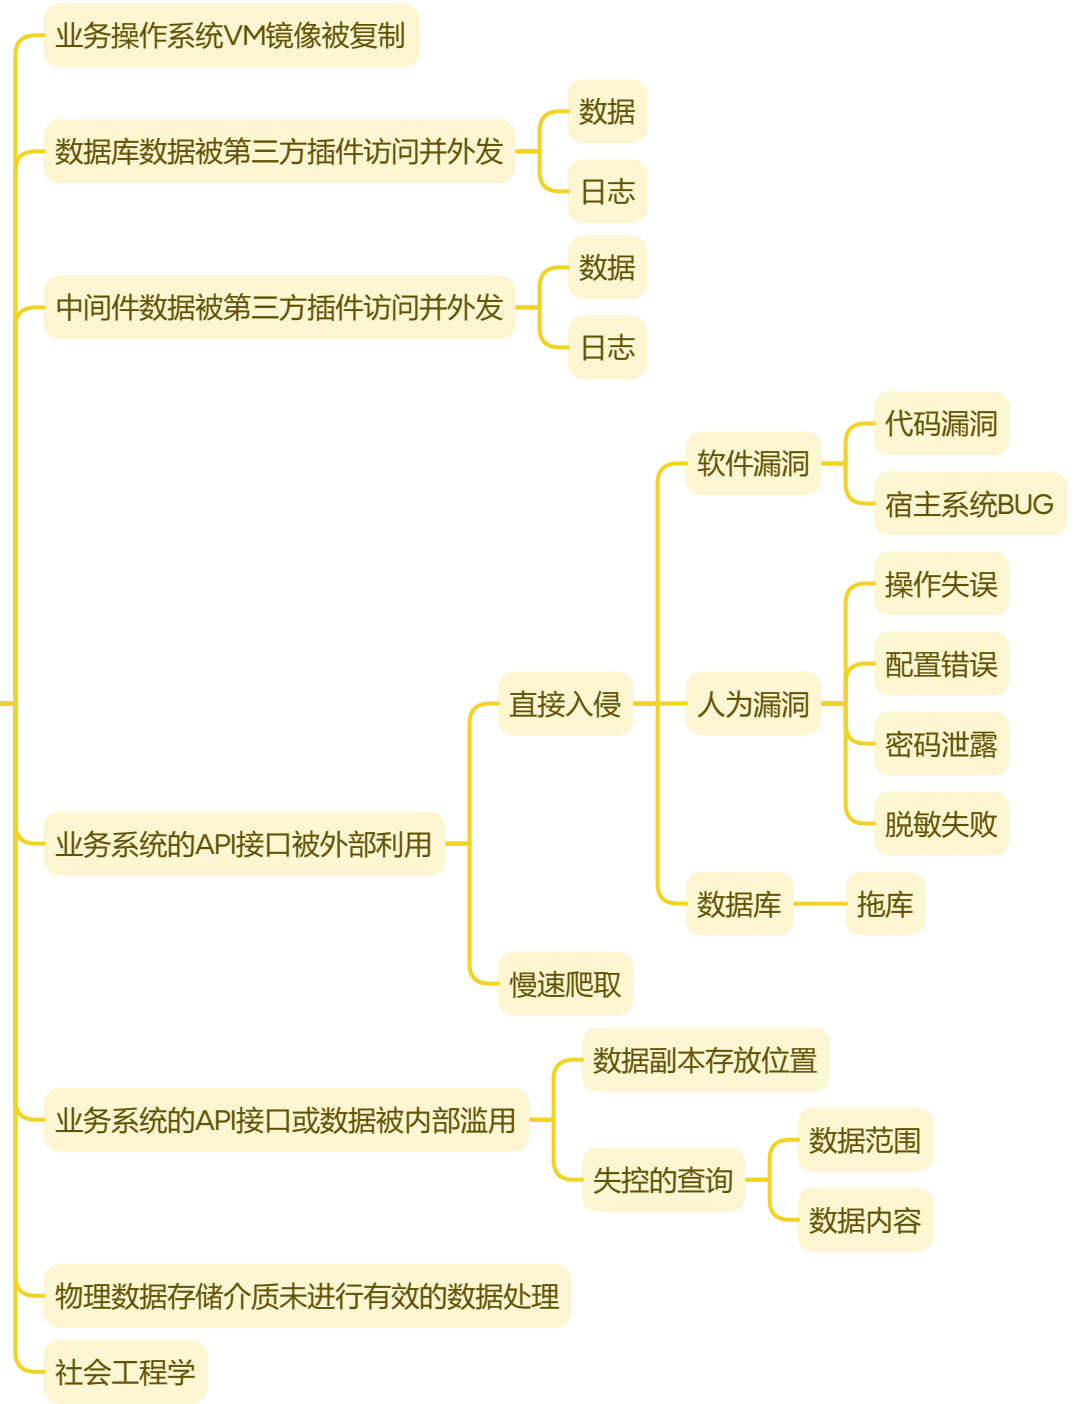 业务操作系统VM镜像被复制
数据库数据被第三方插件访问并外发
数据
日志
中间件数据被第三方插件访问并外发
数据
日志
业务系统的API接口被外部利用
直接入侵
软件漏洞
代码漏洞
宿主系统BUG
人为漏洞
操作失误
配置错误
密码泄露
脱敏失败
数据库
拖库
慢速爬取
业务系统的API接口或数据被内部滥用
数据副本存放位置
失控的查询
数据范围
数据内容
物理数据存储介质未进行有效的数据处理
社会工程学